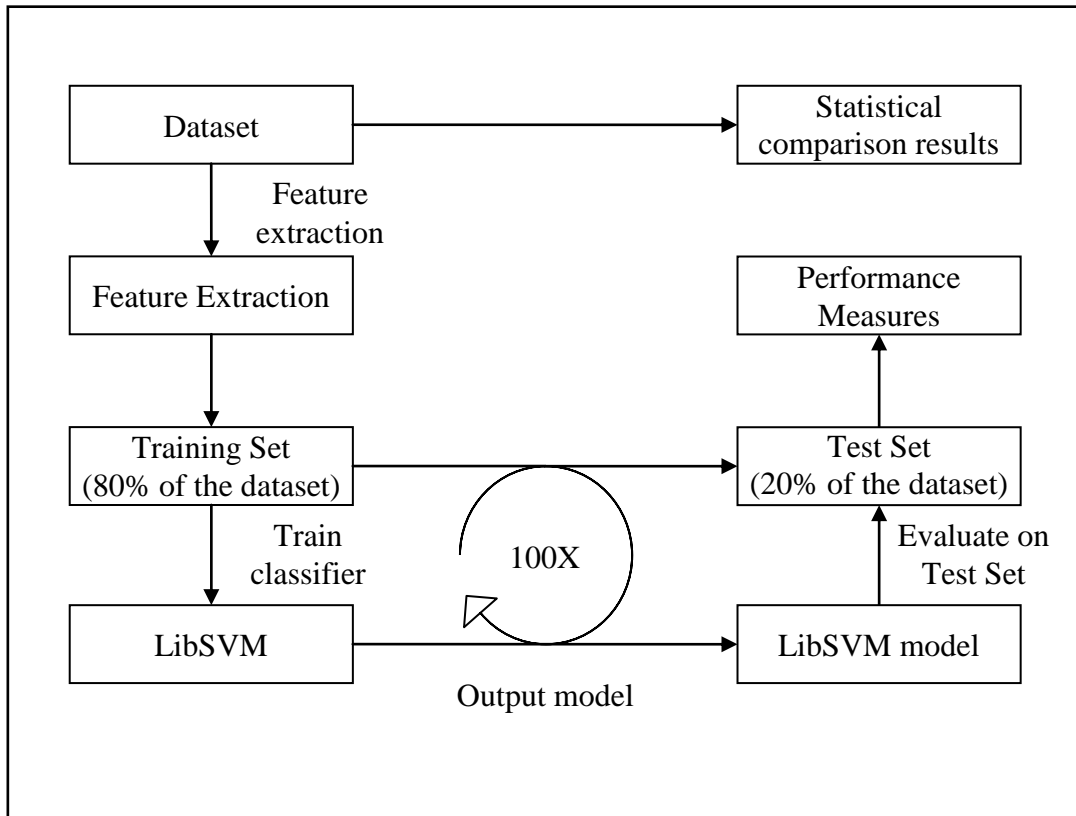 Dataset
Statistical
comparison results
Feature
extraction
Feature Extraction
Performance
Measures
Training Set
(80% of the dataset)
Test Set
(20% of the dataset)
Train
classifier
100X
Evaluate on
Test Set
LibSVM
LibSVM model
Output model